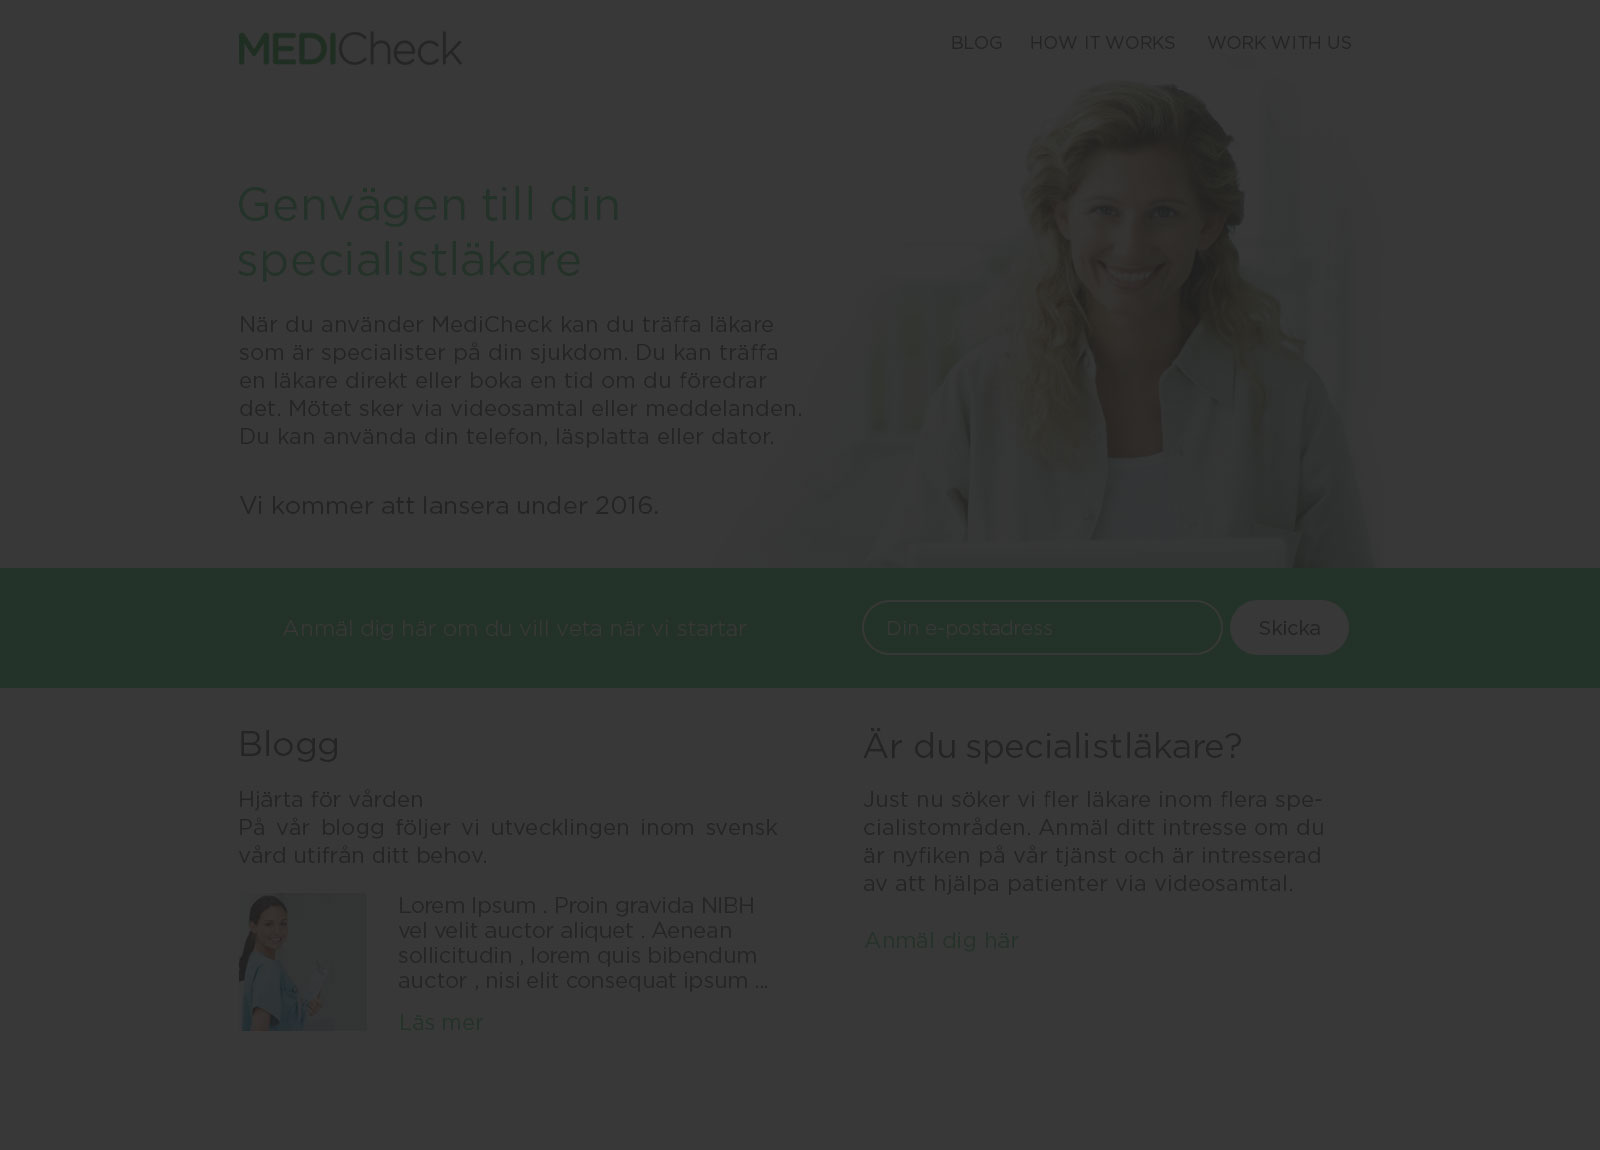 MEDICheck
BLOG HOW IT WORKS WORK WITH US
Genvägen till din
specialistläkare
När du använder MediCheck kan du träffa läkare
som är specialister på din sjukdom. Du kan träffa
en läkare direkt eller boka en tid om du föredrar
det. Mötet sker via videosamtal eller meddelanden.
Du kan använda din telefon, läsplatta eller dator.
Vi kommer att lansera under 2016.
Anmäl dig här om du vill veta när vi startar
Din e-postadress
Skicka
Blogg
Hjärta för vården
På vår blogg följer vi utvecklingen inom svensk
vård utifrån ditt behov.
Lorem Ipsum . Proin gravida NIBH
vel velit auctor aliquet . Aenean
sollicitudin , lorem quis bibendum
auctor , nisi elit consequat ipsum ...
Läs mer
Är du specialistläkare?
Just nu söker vi fler läkare inom flera spe-
cialistområden. Anmäl ditt intresse om du
är nyfiken på vår tjänst och är intresserad
av att hjälpa patienter via videosamtal.
Anmäl dig här